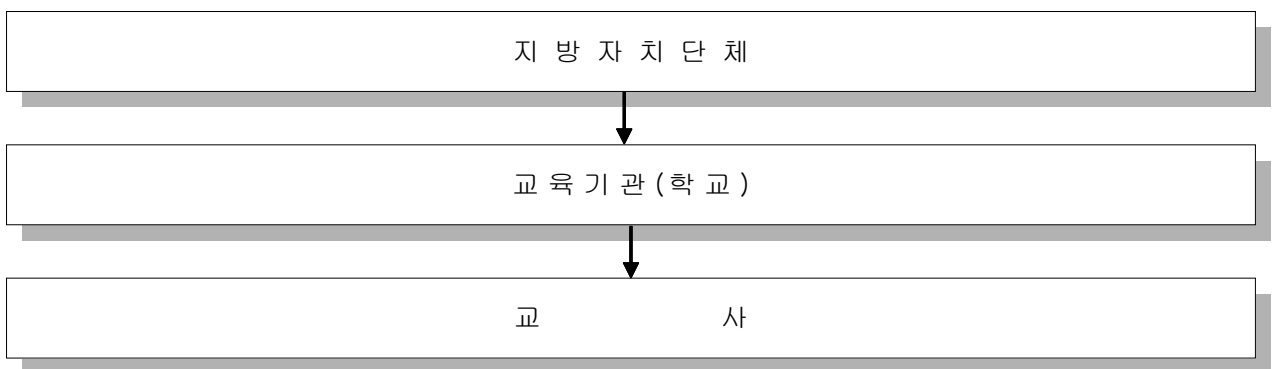 지 방 자 치 단 체
교 육 기 관 (학 교 )
교 사